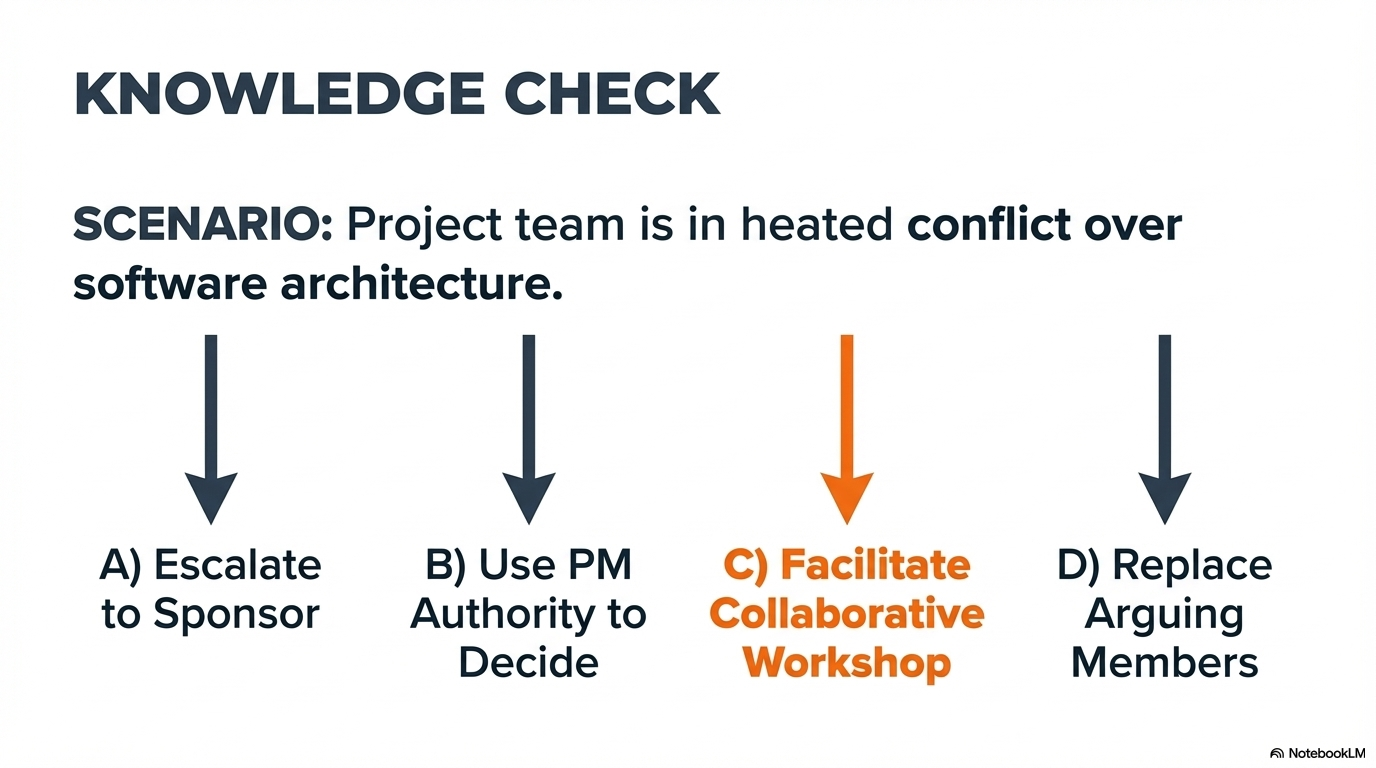 KNOWLEDGE CHECK
SCENARIO: Project team is in heated conflict over
software architecture.
A) Escalate
to Sponsor
B) Use PM
Authority to
Decide
C) Facilitate
Collaborative
Workshop
D) Replace
Arguing
Members
NotebookLM